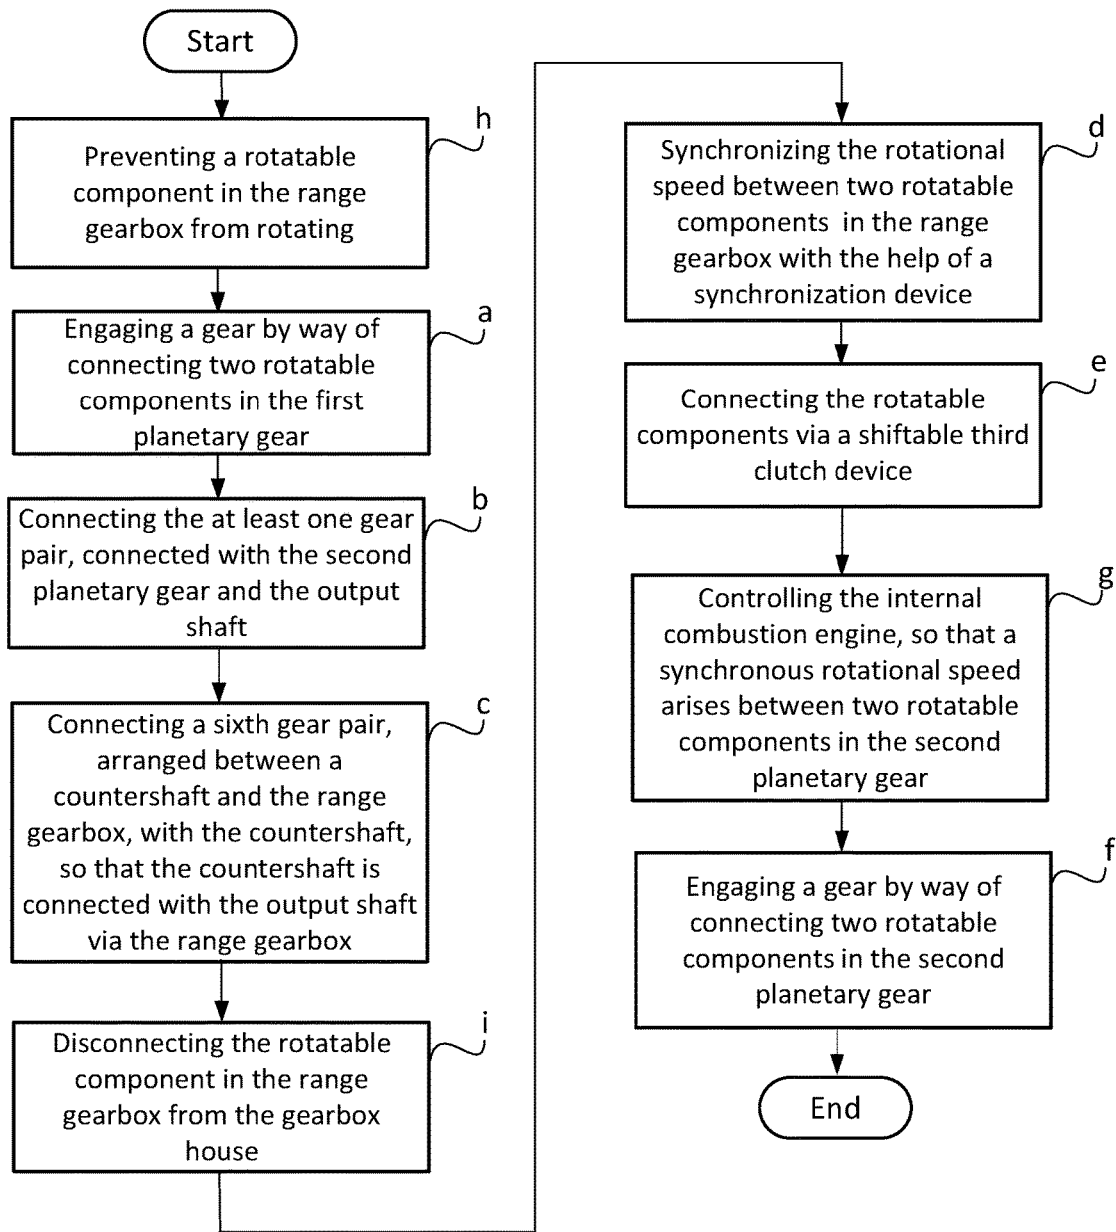 Start
h
Preventing a rotatable
component in the range
gearbox from rotating
a
Engaging a gear by way of
connecting two rotatable
components in the first
planetary gear
b
Connecting the at least one gear
pair, connected with the second
planetary gear and the output
shaft
c
Connecting a sixth gear pair,
arranged between a
countershaft and the range
gearbox, with the countershaft,
so that the countershaft is
connected with the output shaft
via the range gearbox
i
Disconnecting the rotatable
component in the range
gearbox from the gearbox
house
d
Synchronizing the rotational
speed between two rotatable
components in the range
gearbox with the help of a
synchronization device
e
Connecting the rotatable
components via a shiftable third
clutch device
g
Controlling the internal
combustion engine, so that a
synchronous rotational speed
arises between two rotatable
components in the second
planetary gear
f
Engaging a gear by way of
connecting two rotatable
components in the second
planetary gear
End